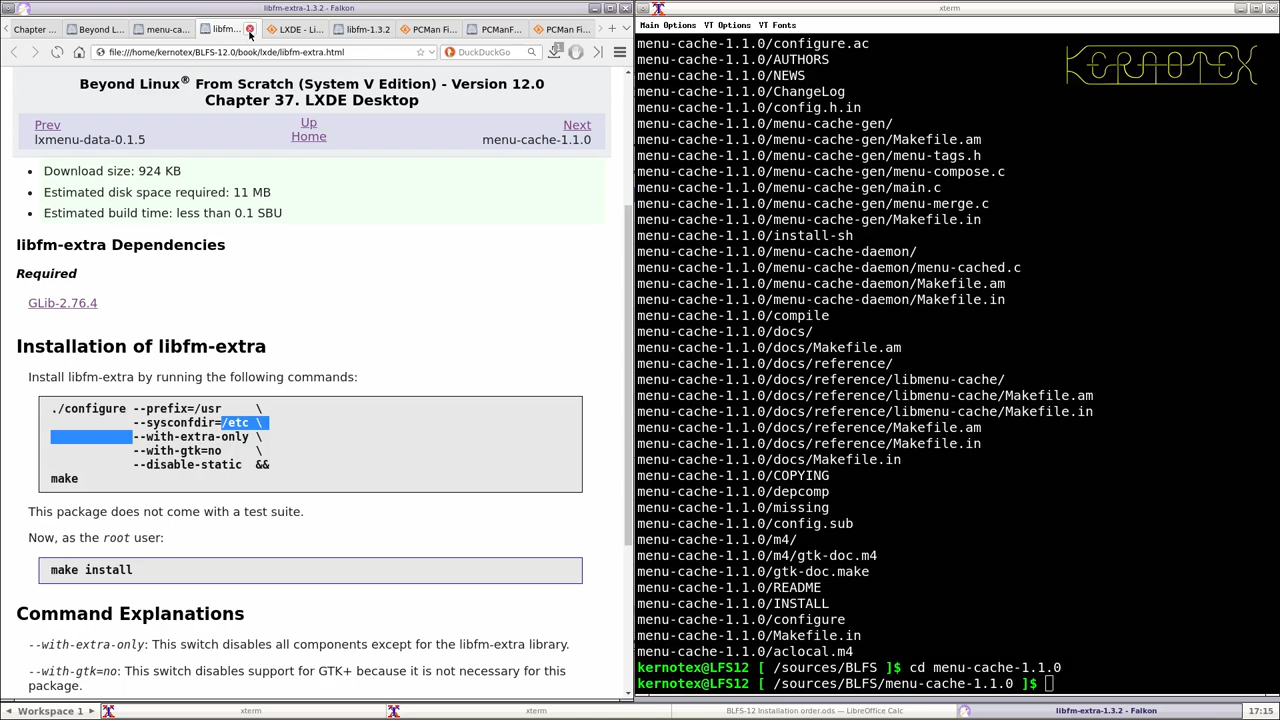 libfm-extra-1.3.2 - Falkon
Chapter ...
Beyond L...
menu-ca...
libfm...
LXDE - Li...
libfm-1.3.2
PCMan Fi...
PCManF...
PCMan Fi...
file:///home/kernotex/BLFS-12.0/book/lxde/libfm-extra.html
DuckDuckGo
Beyond Linux® From Scratch (System V Edition) - Version 12.0
Chapter 37. LXDE Desktop
Prev
Up
Next
lxmenu-data-0.1.5
Home
menu-cache-1.1.0
• Download size: 924 KB
• Estimated disk space required: 11 MB
• Estimated build time: less than 0.1 SBU
libfm-extra Dependencies
Required
GLib-2.76.4
Installation of libfm-extra
Install libfm-extra by running the following commands:
./configure --prefix=/usr \
--sysconfdir=/etc \
--with-extra-only \
--with-gtk=no \
--disable-static &&
make
This package does not come with a test suite.
Now, as the root user:
make install
Command Explanations
--with-extra-only: This switch disables all components except for the libfm-extra library.
--with-gtk=no: This switch disables support for GTK+ because it is not necessary for this
package.
xterm
Main Options VT Options VT Fonts
KERNOTEX
menu-cache-1.1.0/configure.ac
menu-cache-1.1.0/AUTHORS
menu-cache-1.1.0/NEWS
menu-cache-1.1.0/ChangeLog
menu-cache-1.1.0/config.h.in
menu-cache-1.1.0/menu-cache-gen/
menu-cache-1.1.0/menu-cache-gen/Makefile.am
menu-cache-1.1.0/menu-cache-gen/menu-tags.h
menu-cache-1.1.0/menu-cache-gen/menu-compose.c
menu-cache-1.1.0/menu-cache-gen/main.c
menu-cache-1.1.0/menu-cache-gen/menu-merge.c
menu-cache-1.1.0/menu-cache-gen/Makefile.in
menu-cache-1.1.0/install-sh
menu-cache-1.1.0/menu-cache-daemon/
menu-cache-1.1.0/menu-cache-daemon/menu-cached.c
menu-cache-1.1.0/menu-cache-daemon/Makefile.am
menu-cache-1.1.0/menu-cache-daemon/Makefile.in
menu-cache-1.1.0/compile
menu-cache-1.1.0/docs/
menu-cache-1.1.0/docs/Makefile.am
menu-cache-1.1.0/docs/reference/
menu-cache-1.1.0/docs/reference/libmenu-cache/
menu-cache-1.1.0/docs/reference/libmenu-cache/Makefile.am
menu-cache-1.1.0/docs/reference/libmenu-cache/Makefile.in
menu-cache-1.1.0/docs/reference/Makefile.am
menu-cache-1.1.0/docs/reference/Makefile.in
menu-cache-1.1.0/docs/Makefile.in
menu-cache-1.1.0/COPYING
menu-cache-1.1.0/depcomp
menu-cache-1.1.0/missing
menu-cache-1.1.0/config.sub
menu-cache-1.1.0/m4/
menu-cache-1.1.0/m4/gtk-doc.m4
menu-cache-1.1.0/gtk-doc.make
menu-cache-1.1.0/README
menu-cache-1.1.0/INSTALL
menu-cache-1.1.0/configure
menu-cache-1.1.0/Makefile.in
menu-cache-1.1.0/aclocal.m4
kernotex@LFS12 [ /sources/BLFS ]$ cd menu-cache-1.1.0
kernotex@LFS12 [ /sources/BLFS/menu-cache-1.1.0 ]$
Workspace 1
xterm
xterm
BLFS-12 Installation order.ods — LibreOffice Calc
libfm-extra-1.3.2 - Falkon
17:15